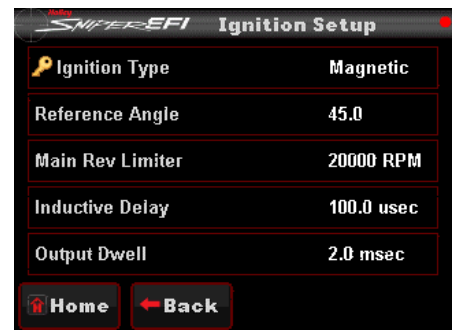 Holley
SNIPER EFI Ignition Setup
Ignition Type Magnetic
Reference Angle 45.0
Main Rev Limiter 20000 RPM
Inductive Delay 100.0 usec
Output Dwell 2.0 msec
Home Back